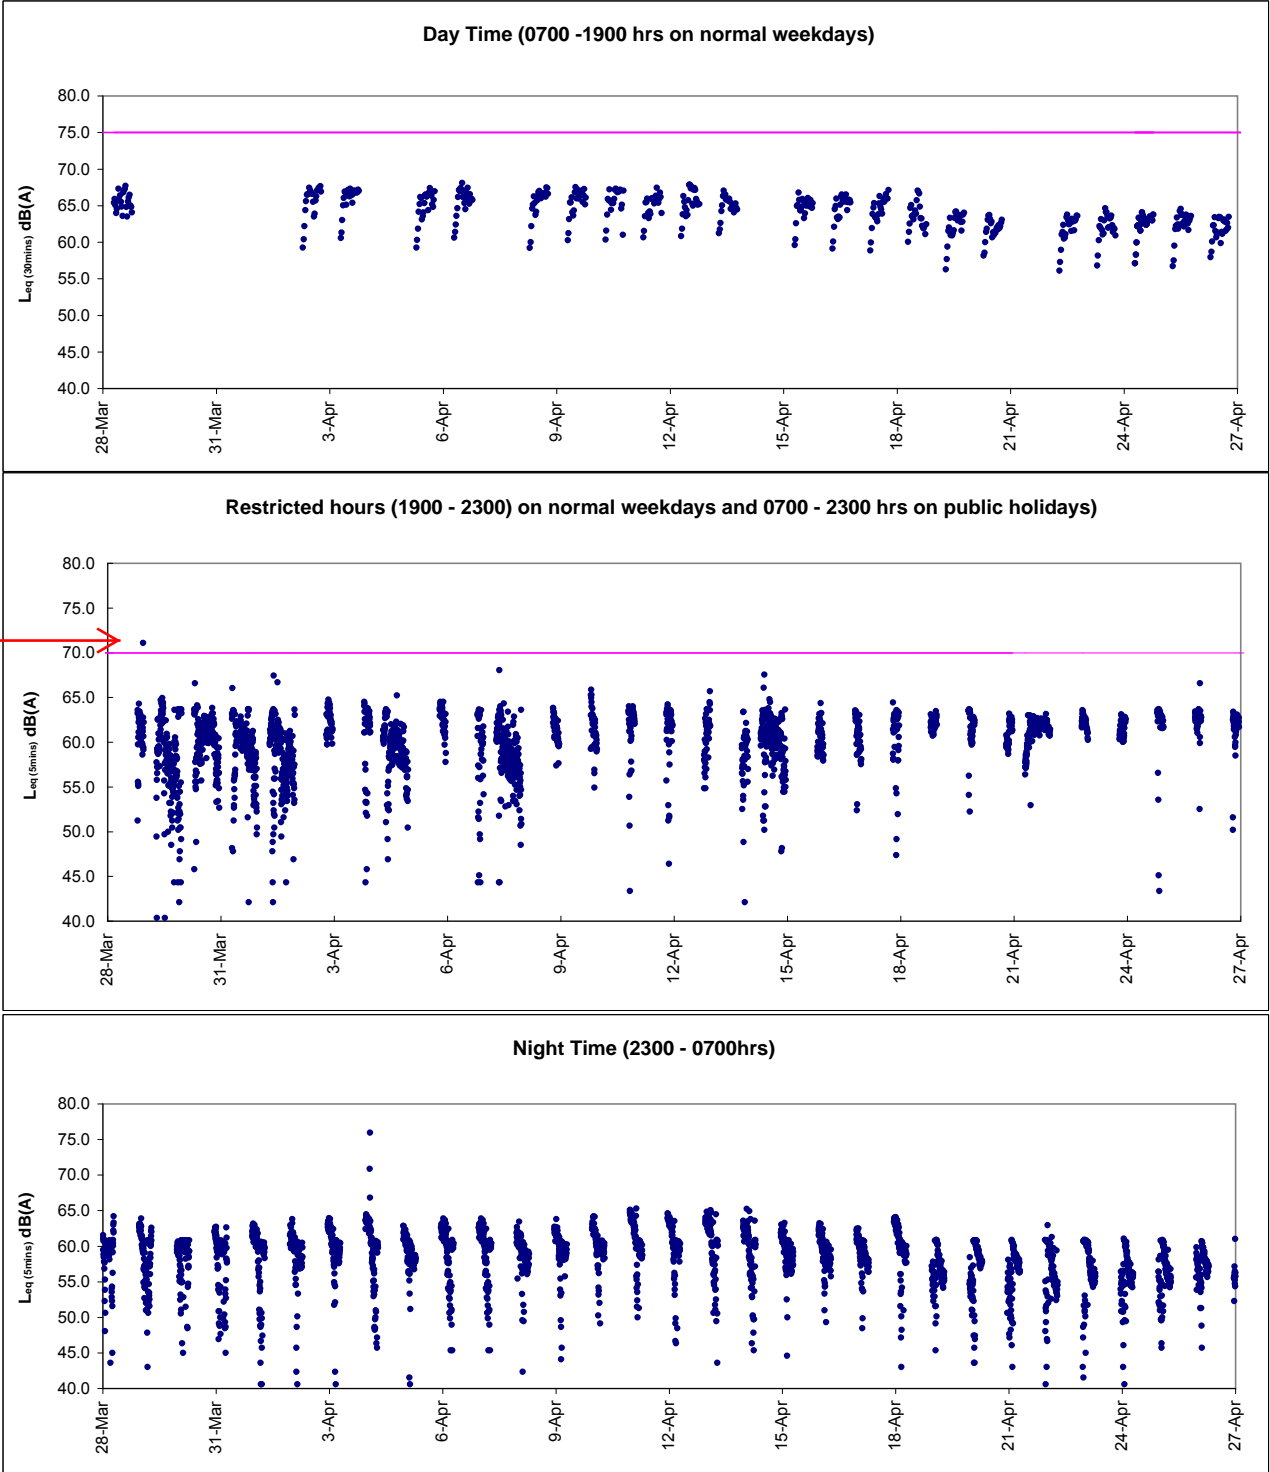 Day Time (0700 -1900 hrs on normal weekdays)
80.0
75.0
70.0
65.0
60.0
55.0
50.0
45.0
40.0
Leq (30mins) dB(A)
28-Mar
31-Mar
3-Apr
6-Apr
9-Apr
12-Apr
15-Apr
18-Apr
21-Apr
24-Apr
27-Apr
Restricted hours (1900 - 2300) on normal weekdays and 0700 - 2300 hrs on public holidays)
80.0
75.0
70.0
65.0
60.0
55.0
50.0
45.0
40.0
Leq (5mins) dB(A)
28-Mar
31-Mar
3-Apr
6-Apr
9-Apr
12-Apr
15-Apr
18-Apr
21-Apr
24-Apr
27-Apr
Night Time (2300 - 0700hrs)
80.0
75.0
70.0
65.0
60.0
55.0
50.0
45.0
40.0
Leq (5mins) dB(A)
28-Mar
31-Mar
3-Apr
6-Apr
9-Apr
12-Apr
15-Apr
18-Apr
21-Apr
24-Apr
27-Apr